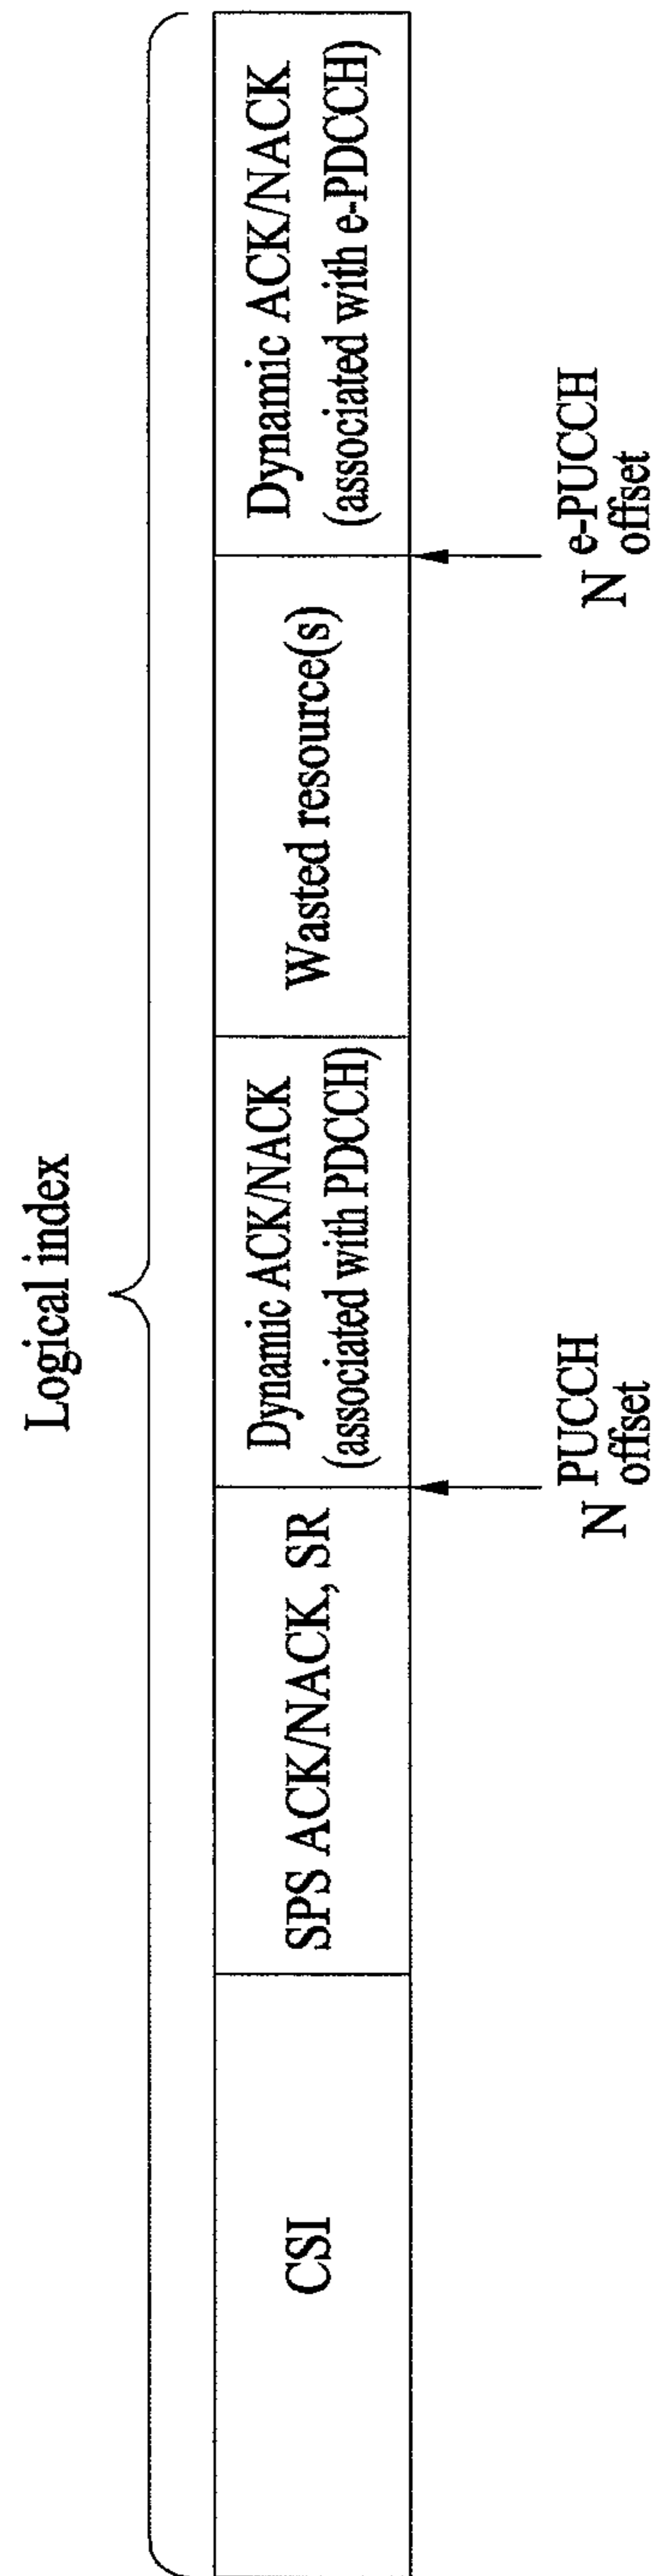 Logical index
CSI
SPS ACK/NACK, SR
Dynamic ACK/NACK
(associated with PDCCH)
Wasted resource(s)
Dynamic ACK/NACK
(associated with e-PDCCH)
N PUCCH
offset
N e-PUCCH
offset